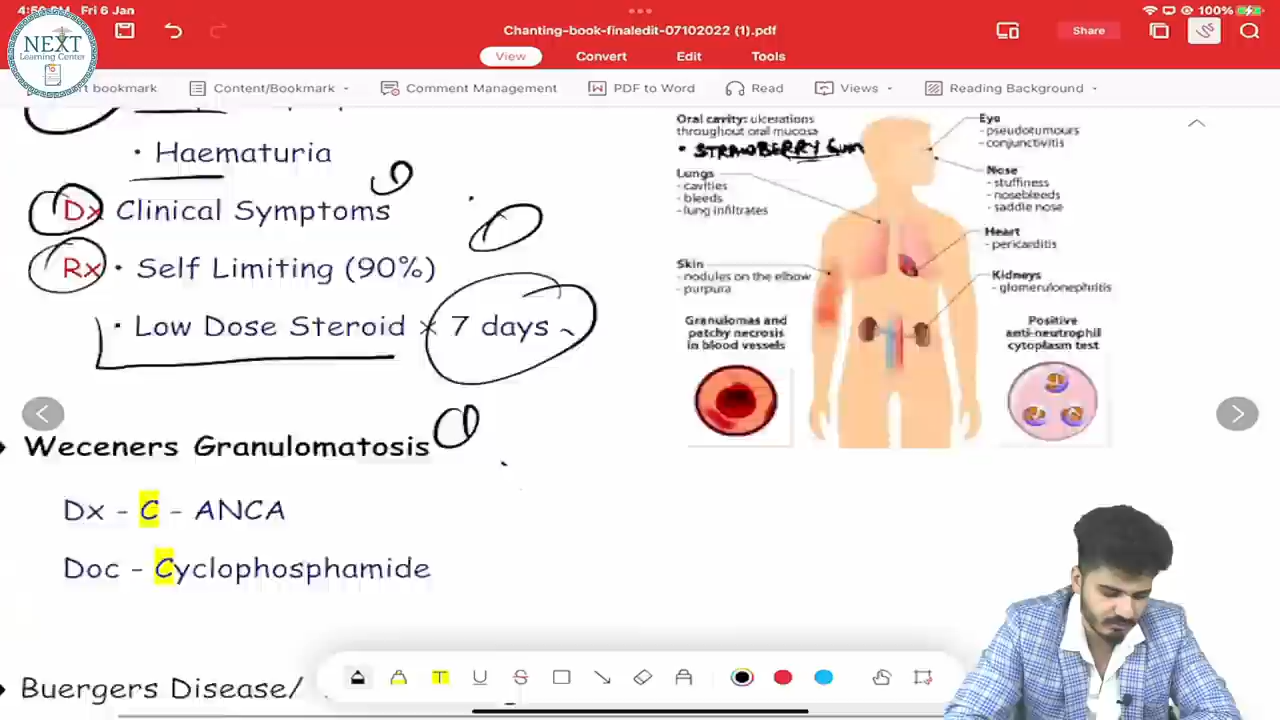 4:50 PM Fri 6 Jan
100%
Chanting-book-finaledit-07102022 (1).pdf
Share
View
Convert
Edit
Tools
NEXT
Learning Center
bookmark
Content/Bookmark
Comment Management
PDF to Word
Read
Views
Reading Background
• Haematuria
Dx Clinical Symptoms
Rx • Self Limiting (90%)
• Low Dose Steroid × 7 days
Weceners Granulomatosis
Dx - C - ANCA
Doc - Cyclophosphamide
Buergers Disease/
Oral cavity: ulcerations
throughout oral mucosa
• STRAWBERRY Gum
Lungs
- cavities
- bleeds
- lung infiltrates
Skin
- nodules on the elbow
- purpura
Granulomas and
patchy necrosis
in blood vessels
Eye
- pseudotumours
- conjunctivitis
Nose
- stuffiness
- nosebleeds
- saddle nose
Heart
- pericarditis
Kidneys
- glomerulonephritis
Positive
anti-neutrophil
cytoplasm test